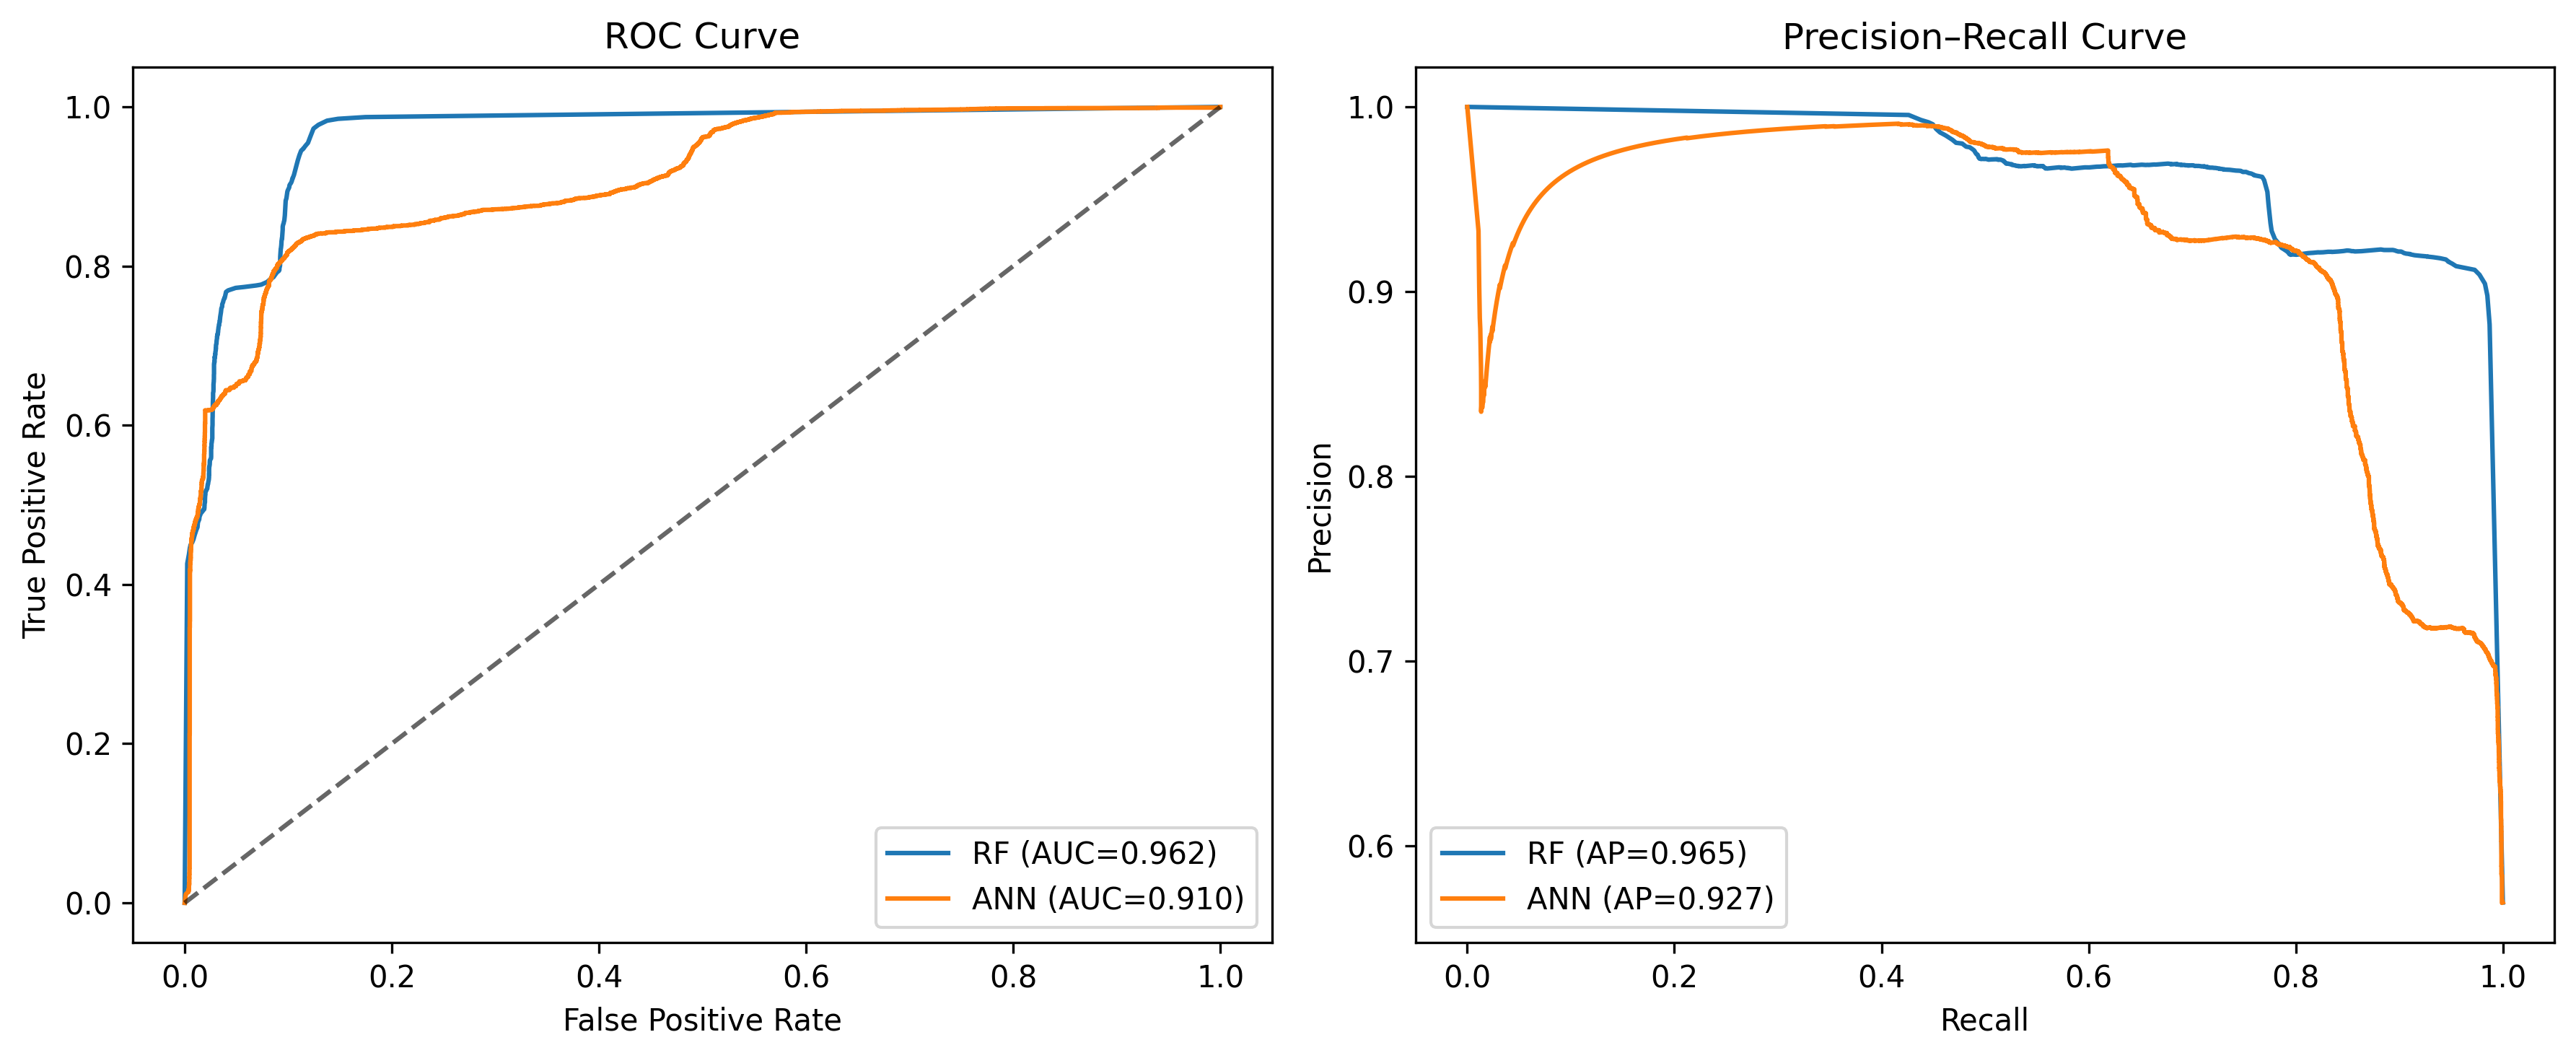 ROC Curve
True Positive Rate
1.0
0.8
0.6
0.4
0.2
0.0
0.0 0.2 0.4 0.6 0.8 1.0
False Positive Rate
RF (AUC=0.962)
ANN (AUC=0.910)
Precision–Recall Curve
Precision
1.0
0.9
0.8
0.7
0.6
0.0 0.2 0.4 0.6 0.8 1.0
Recall
RF (AP=0.965)
ANN (AP=0.927)